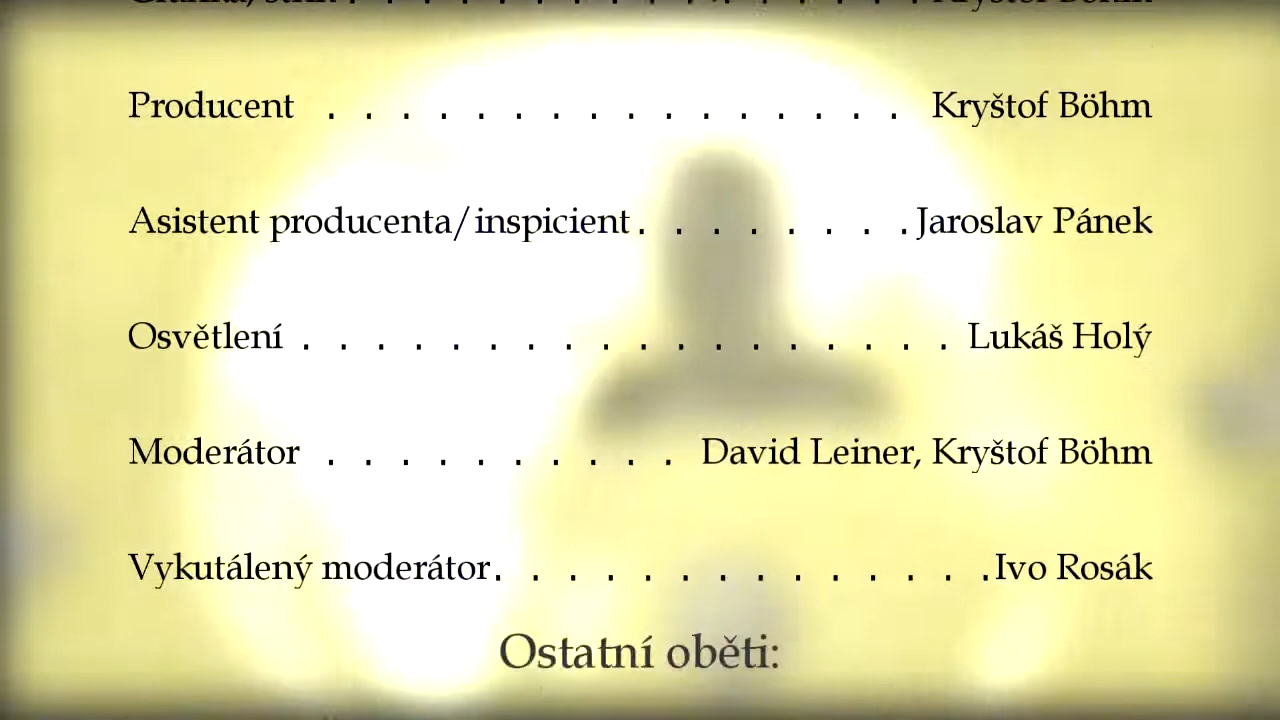 Producent . . . . . . . . . . . . . . . . Kryštof Böhm
Asistent producenta/inspicient . . . . . . . . Jaroslav Pánek
Osvětlení . . . . . . . . . . . . . . . . . . Lukáš Holý
Moderátor . . . . . . . . . . David Leiner, Kryštof Böhm
Vykutálený moderátor . . . . . . . . . . . . . . Ivo Rosák
Ostatní oběti: